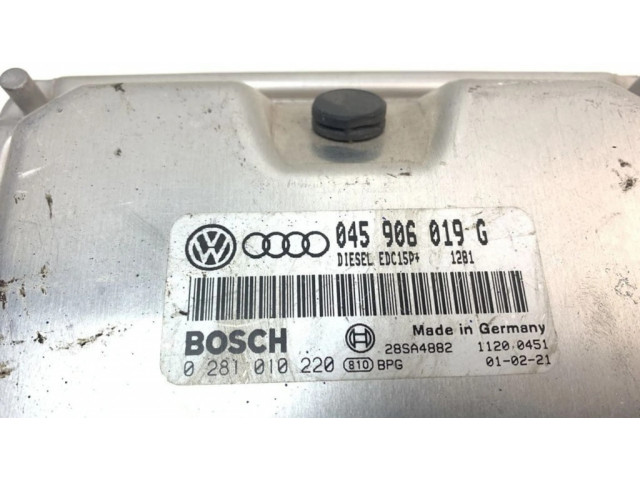 045 906 019 G
DIESEL EDC15P+ 1281
BOSCH Made in Germany
28SA4882 1120.0451
0 281 010 220 810 BPG 01-02-21